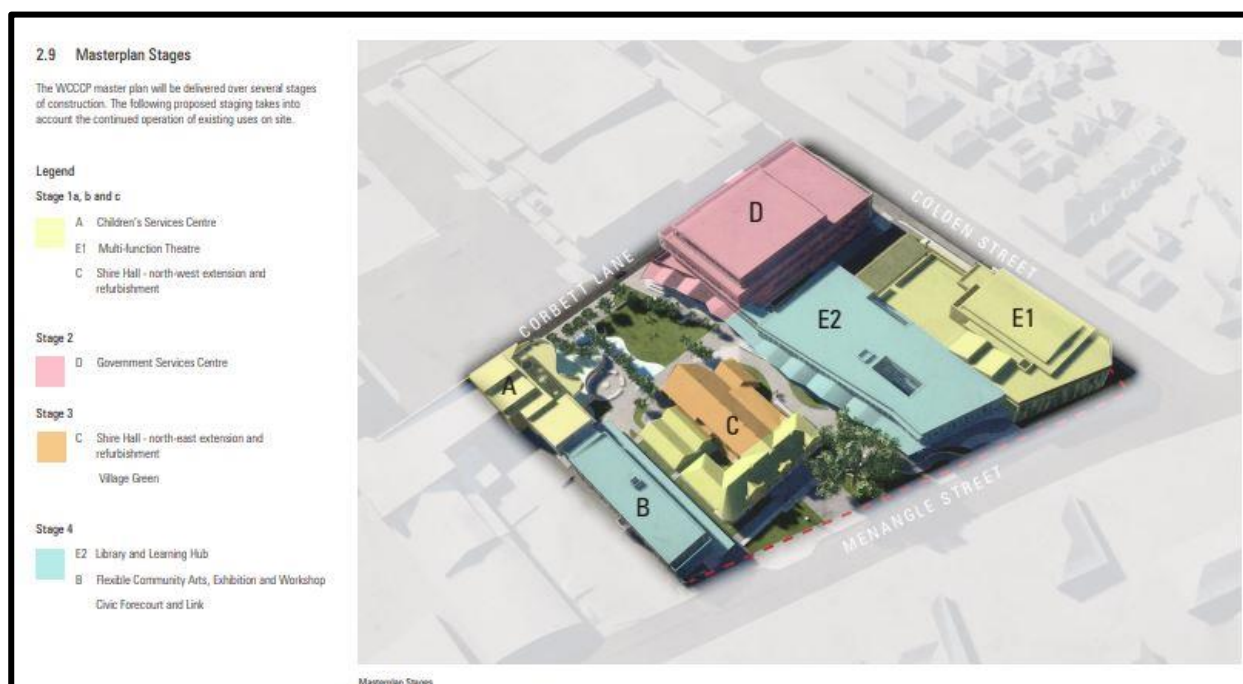 2.9 Masterplan Stages
The WCCCP master plan will be delivered over several stages
of construction. The following proposed staging takes into
account the continued operation of existing uses on site.
Legend
Stage 1a, b and c
A Children's Services Centre
E1 Multi-function Theatre
C Shire Hall - north-west extension and
refurbishment
Stage 2
D Government Services Centre
Stage 3
C Shire Hall - north-east extension and
refurbishment
Village Green
Stage 4
E2 Library and Learning Hub
B Flexible Community Arts, Exhibition and Workshop
Civic Forecourt and Link
D
COLDEN STREET
CORBETT LANE
E2
E1
A
C
B
MENANGLE STREET
Masterplan Stages